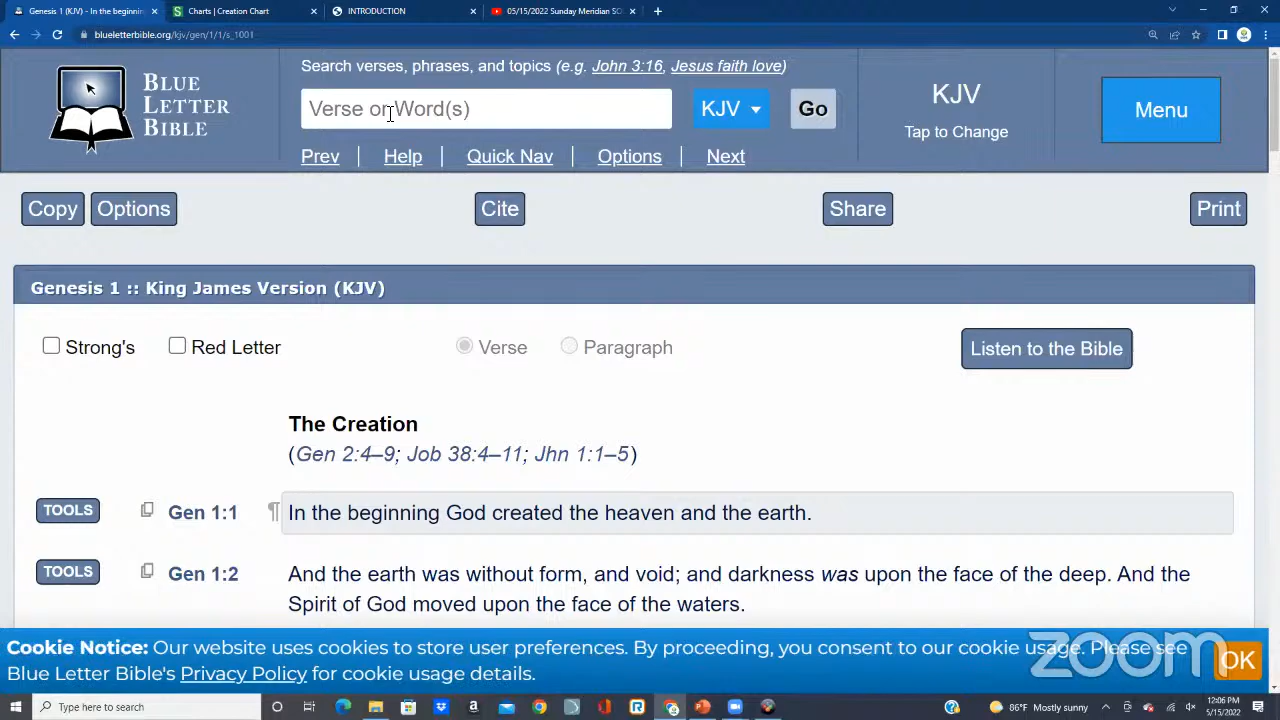 Genesis 1 (KJV) - In the beginnin
Charts | Creation Chart
INTRODUCTION
05/15/2022 Sunday Meridian SC
blueletterbible.org/kjv/gen/1/1/s_1001
BLUE
LETTER
BIBLE
Search verses, phrases, and topics (e.g. John 3:16, Jesus faith love)
Verse or Word(s)
KJV
Go
KJV
Tap to Change
Menu
Prev
Help
Quick Nav
Options
Next
Copy
Options
Cite
Share
Print
Genesis 1 :: King James Version (KJV)
Strong's
Red Letter
Verse
Paragraph
Listen to the Bible
The Creation
(Gen 2:4–9; Job 38:4–11; Jhn 1:1–5)
TOOLS Gen 1:1 ¶ In the beginning God created the heaven and the earth.
TOOLS Gen 1:2 And the earth was without form, and void; and darkness was upon the face of the deep. And the
Spirit of God moved upon the face of the waters.
Cookie Notice: Our website uses cookies to store user preferences. By proceeding, you consent to our cookie usage. Please see
Blue Letter Bible's Privacy Policy for cookie usage details.
OK
zoom
Type here to search
86°F Mostly sunny
12:06 PM
5/15/2022